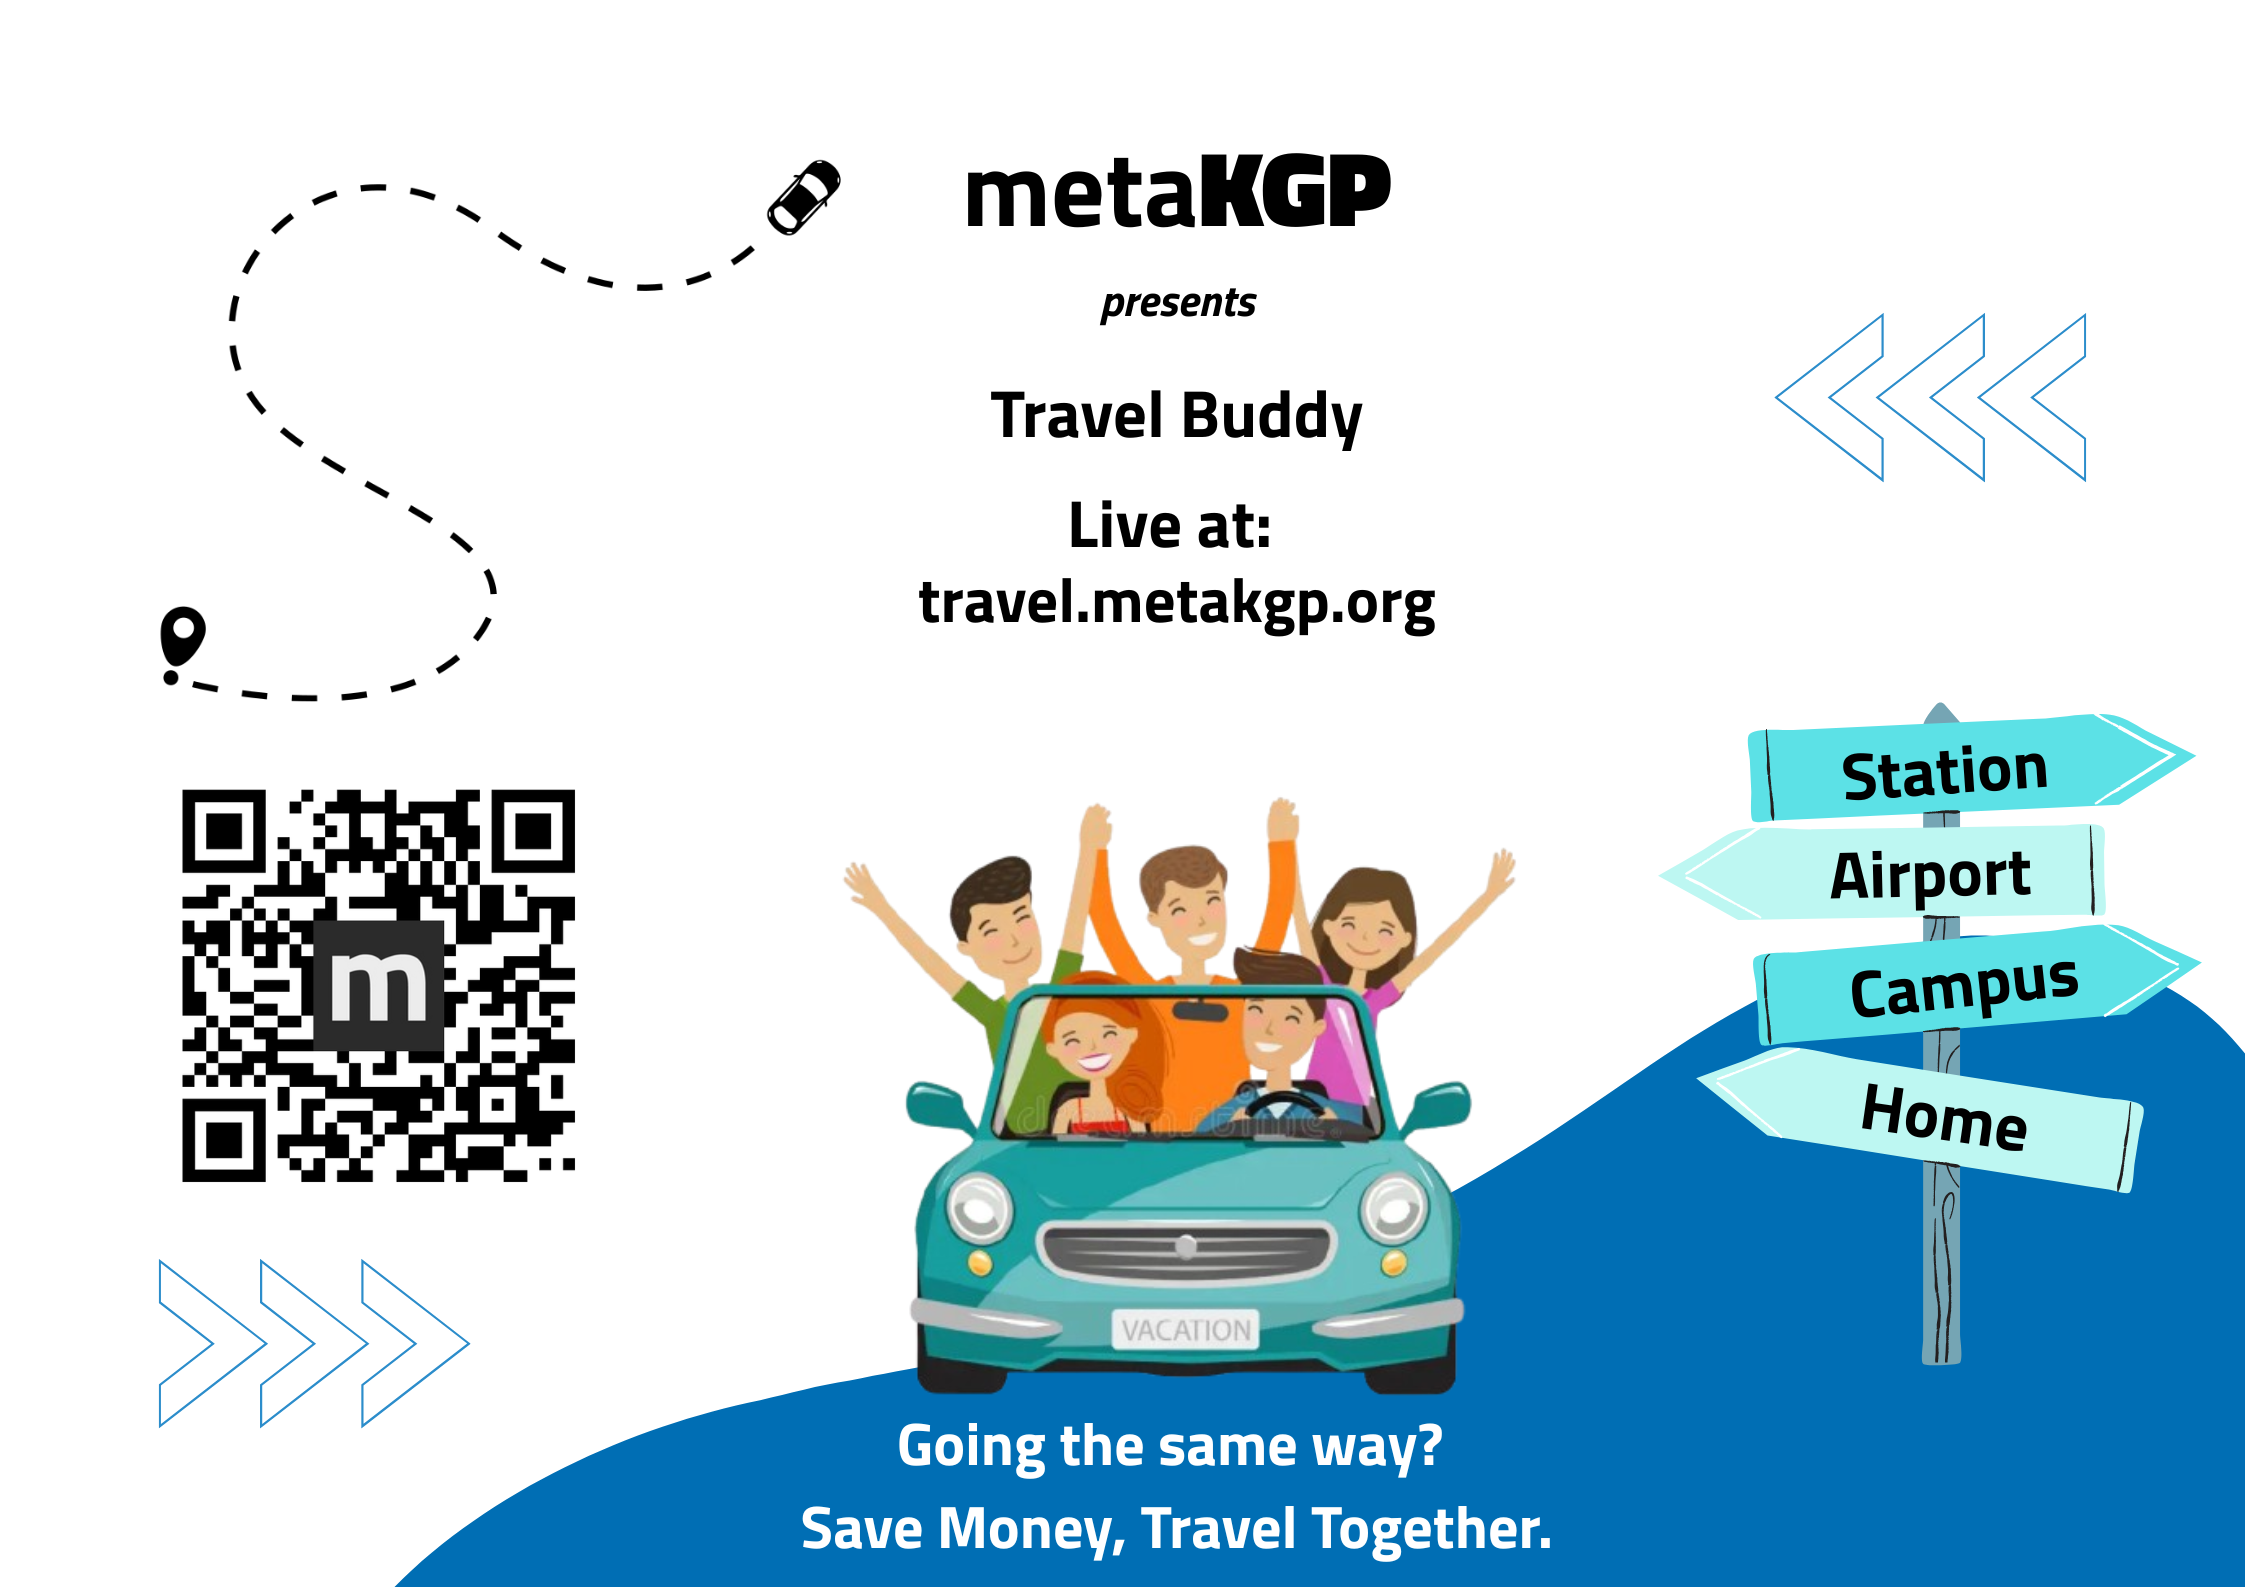 metaKGP
presents
Travel Buddy
Live at:
travel.metakgp.org
Station
Airport
Campus
Home
m
dreamstime.
VACATION
Going the same way?
Save Money, Travel Together.